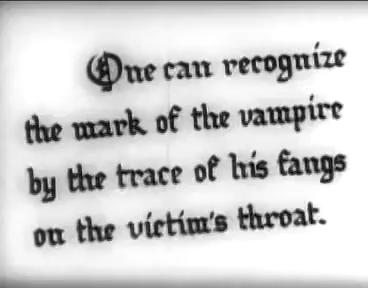 One can recognize
the mark of the vampire
by the trace of his fangs
on the victim's throat.